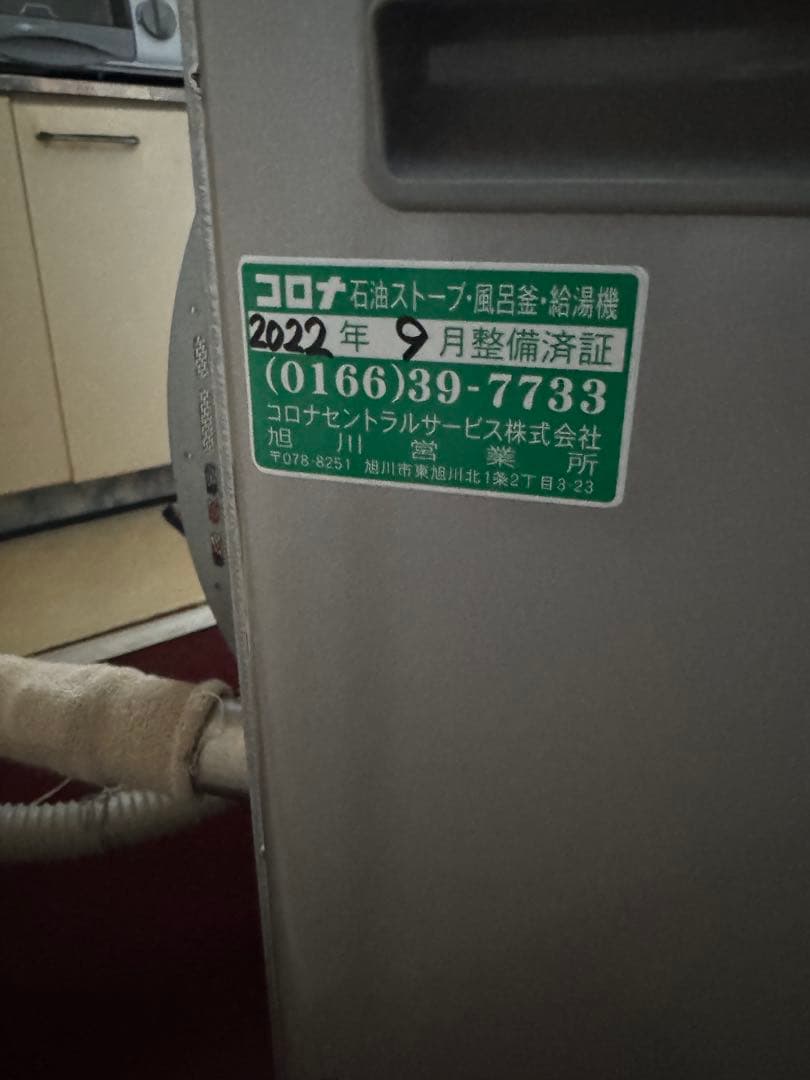 コロナ 石油ストーブ・風呂釜・給湯機
2022年 9月整備済証
(0166)39-7733
コロナセントラルサービス株式会社
旭川営業所
〒078-8251 旭川市東旭川北1条2丁目3-23